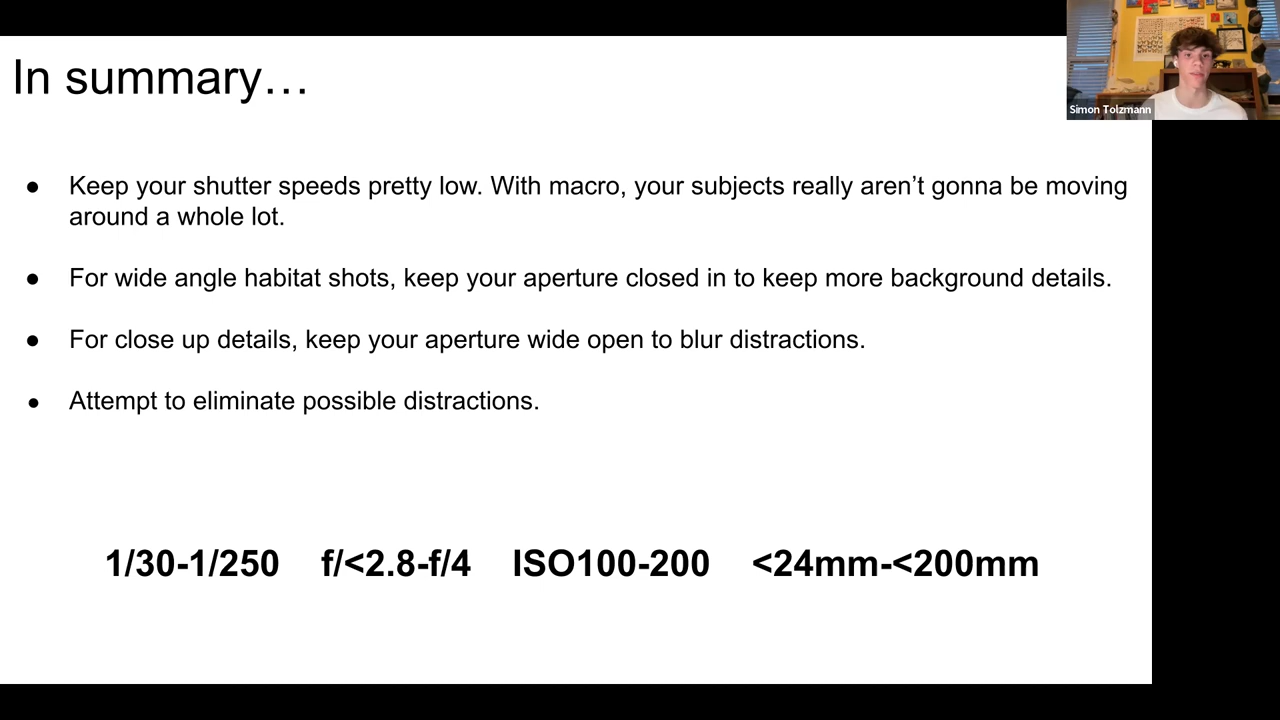 In summary…
Simon Tolzmann
● Keep your shutter speeds pretty low. With macro, your subjects really aren’t gonna be moving
around a whole lot.
● For wide angle habitat shots, keep your aperture closed in to keep more background details.
● For close up details, keep your aperture wide open to blur distractions.
● Attempt to eliminate possible distractions.
1/30-1/250 f/<2.8-f/4 ISO100-200 <24mm-<200mm